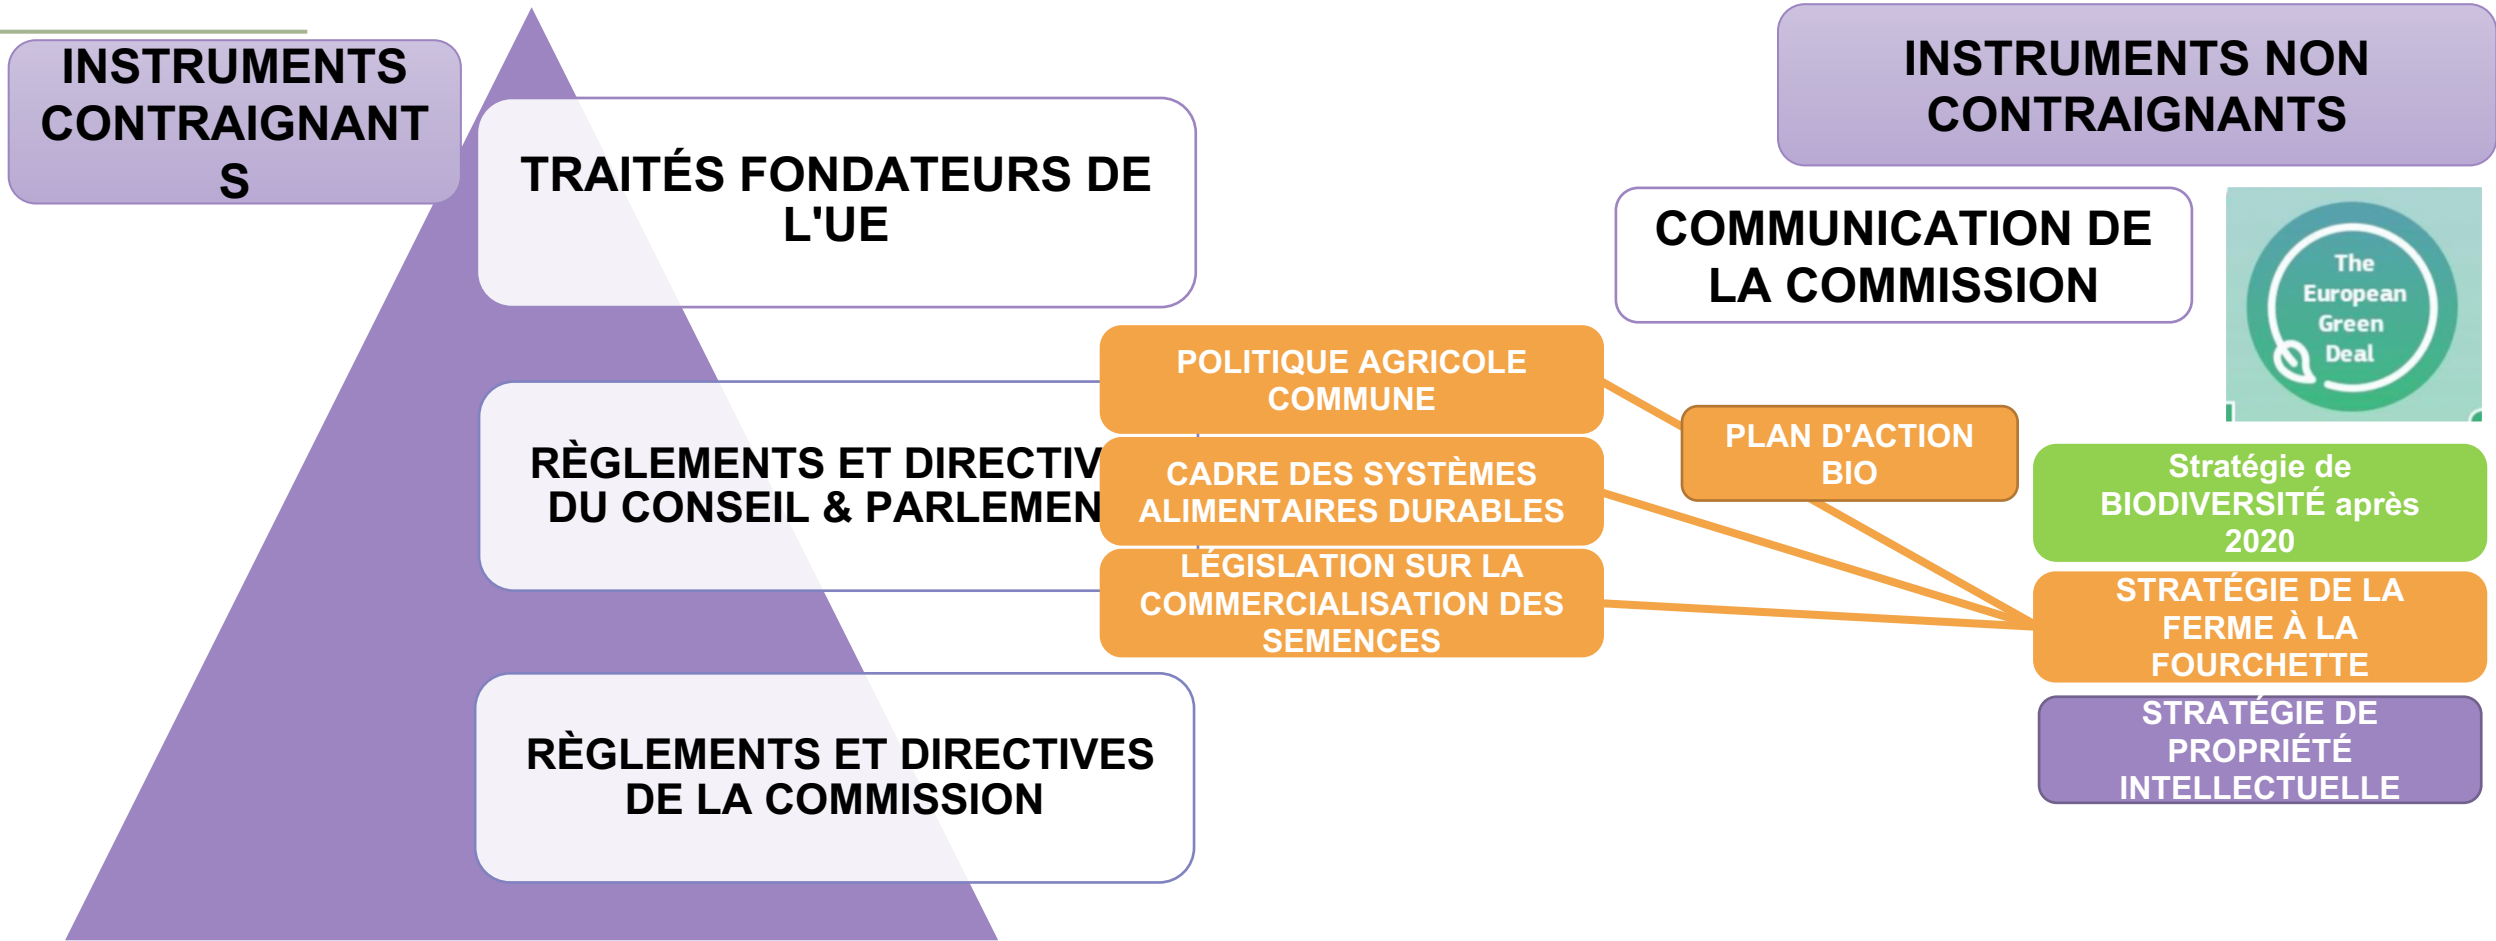 INSTRUMENTS
CONTRAIGNANT
S
TRAITÉS FONDATEURS DE
L'UE
RÈGLEMENTS ET DIRECTIV
DU CONSEIL & PARLEMEN
RÈGLEMENTS ET DIRECTIVES
DE LA COMMISSION
POLITIQUE AGRICOLE
COMMUNE
CADRE DES SYSTÈMES
ALIMENTAIRES DURABLES
LÉGISLATION SUR LA
COMMERCIALISATION DES
SEMENCES
INSTRUMENTS NON
CONTRAIGNANTS
COMMUNICATION DE
LA COMMISSION
The
European
Green
Deal
PLAN D'ACTION
BIO
Stratégie de
BIODIVERSITÉ après
2020
STRATÉGIE DE LA
FERME À LA
FOURCHETTE
STRATÉGIE DE
PROPRIÉTÉ
INTELLECTUELLE